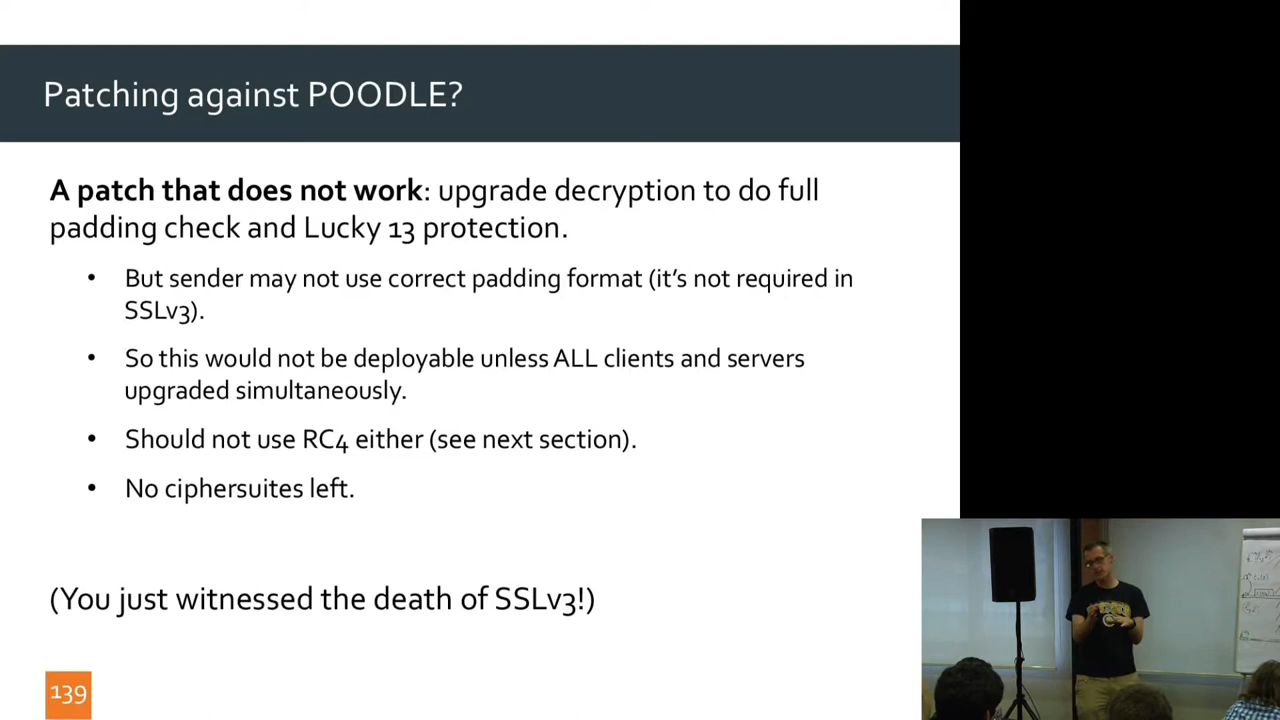 Patching against POODLE?
A patch that does not work: upgrade decryption to do full
padding check and Lucky 13 protection.
• But sender may not use correct padding format (it's not required in
SSLv3).
• So this would not be deployable unless ALL clients and servers
upgraded simultaneously.
• Should not use RC4 either (see next section).
• No ciphersuites left.
(You just witnessed the death of SSLv3!)
139